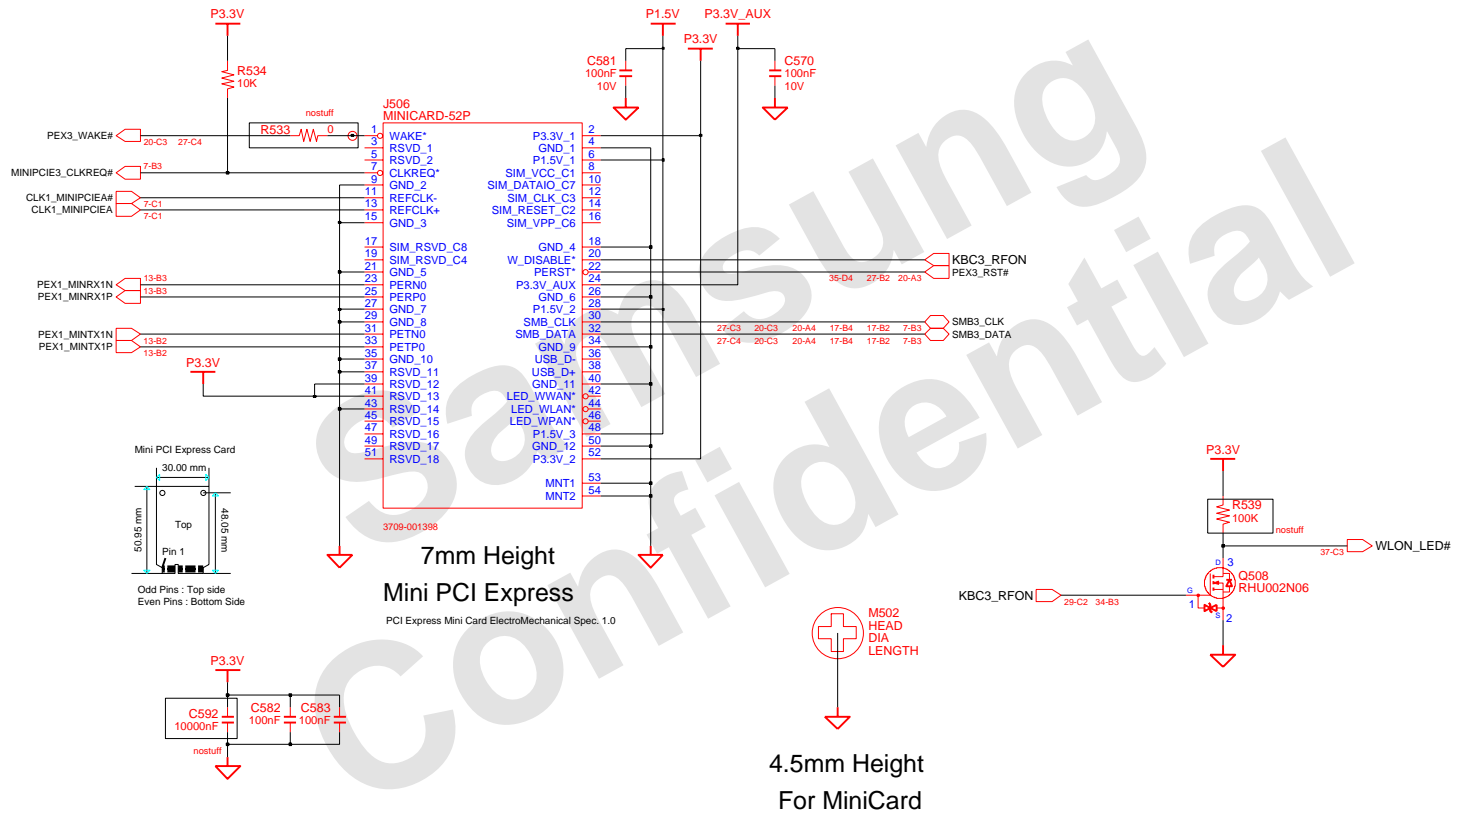 P3.3V
P1.5V
P3.3V_AUX
P3.3V
R534
10K
C581
100nF
10V
C570
100nF
10V
nostuff
R533 0
J506
MINICARD-52P
PEX3_WAKE#
20-C3 27-C4
MINIPCIE3_CLKREQ#
7-B3
CLK1_MINIPCIEA#
7-C1
CLK1_MINIPCIEA
7-C1
PEX1_MINRX1N
13-B3
PEX1_MINRX1P
13-B3
PEX1_MINTX1N
13-B2
PEX1_MINTX1P
13-B2
P3.3V
1 WAKE*
3 RSVD_1
5 RSVD_2
7 CLKREQ*
9 GND_2
11 REFCLK-
13 REFCLK+
15 GND_3
17 SIM_RSVD_C8
19 SIM_RSVD_C4
21 GND_5
23 PERN0
25 PERP0
27 GND_7
29 GND_8
31 PETN0
33 PETP0
35 GND_10
37 RSVD_11
39 RSVD_12
41 RSVD_13
43 RSVD_14
45 RSVD_15
47 RSVD_16
49 RSVD_17
51 RSVD_18
P3.3V_1 2
GND_1 4
P1.5V_1 6
SIM_VCC_C1 8
SIM_DATAIO_C7 10
SIM_CLK_C3 12
SIM_RESET_C2 14
SIM_VPP_C6 16
GND_4 18
W_DISABLE* 20
PERST* 22
P3.3V_AUX 24
GND_6 26
P1.5V_2 28
SMB_CLK 30
SMB_DATA 32
GND_9 34
USB_D- 36
USB_D+ 38
GND_11 40
LED_WWAN* 42
LED_WLAN* 44
LED_WPAN* 46
P1.5V_3 48
GND_12 50
P3.3V_2 52
MNT1 53
MNT2 54
3709-001398
KBC3_RFON
PEX3_RST#
35-D4 27-B2 20-A3
SMB3_CLK
27-C3 20-C3 20-A4 17-B4 17-B2 7-B3
SMB3_DATA
27-C4 20-C3 20-A4 17-B4 17-B2 7-B3
Mini PCI Express Card
30.00 mm
50.95 mm
48.05 mm
Top
Pin 1
Odd Pins : Top side
Even Pins : Bottom Side
7mm Height
Mini PCI Express
PCI Express Mini Card ElectroMechanical Spec. 1.0
P3.3V
C592
10000nF
C582
100nF
C583
100nF
nostuff
M502
HEAD
DIA
LENGTH
4.5mm Height
For MiniCard
P3.3V
R539
100K
nostuff
WLON_LED#
37-C3
KBC3_RFON
29-C2 34-B3
D 3
G
1
S
2
Q508
RHU002N06
Samsung
Confidential